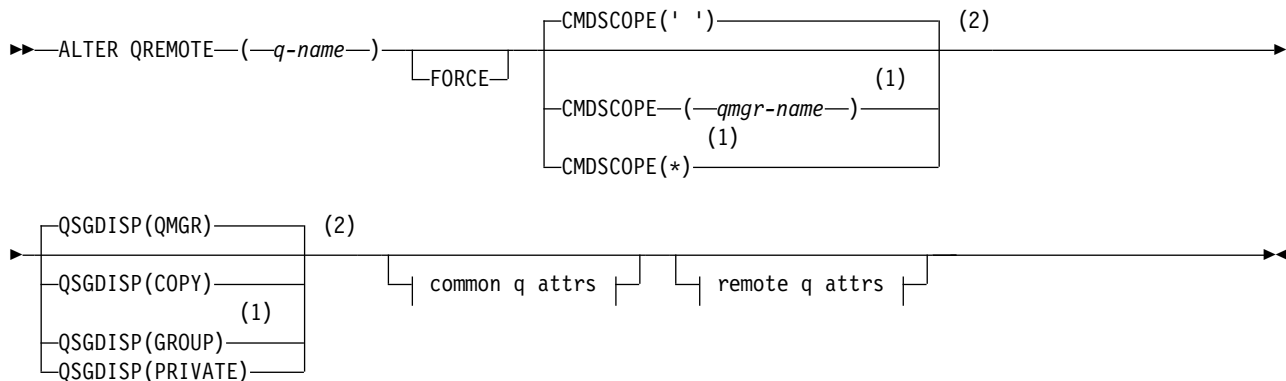 CMDSCOPE(' ') (2)
ALTER QREMOTE ( q-name )
FORCE
(1)
CMDSCOPE ( qmgr-name )
(1)
CMDSCOPE(*)
QSGDISP(QMGR) (2)
QSGDISP(COPY)
common q attrs remote q attrs
(1)
QSGDISP(GROUP)
QSGDISP(PRIVATE)